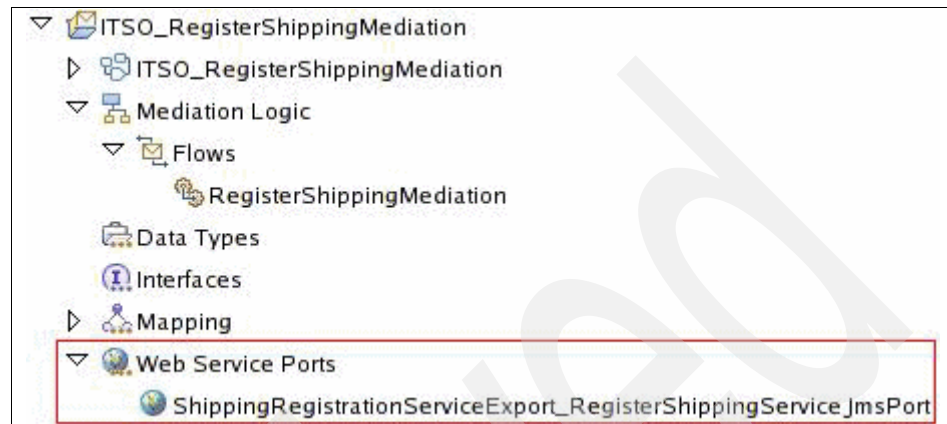 ITSO_RegisterShippingMediation
ITSO_RegisterShippingMediation
Mediation Logic
Flows
RegisterShippingMediation
Data Types
Interfaces
Mapping
Web Service Ports
ShippingRegistrationServiceExport_RegisterShippingServiceJmsPort